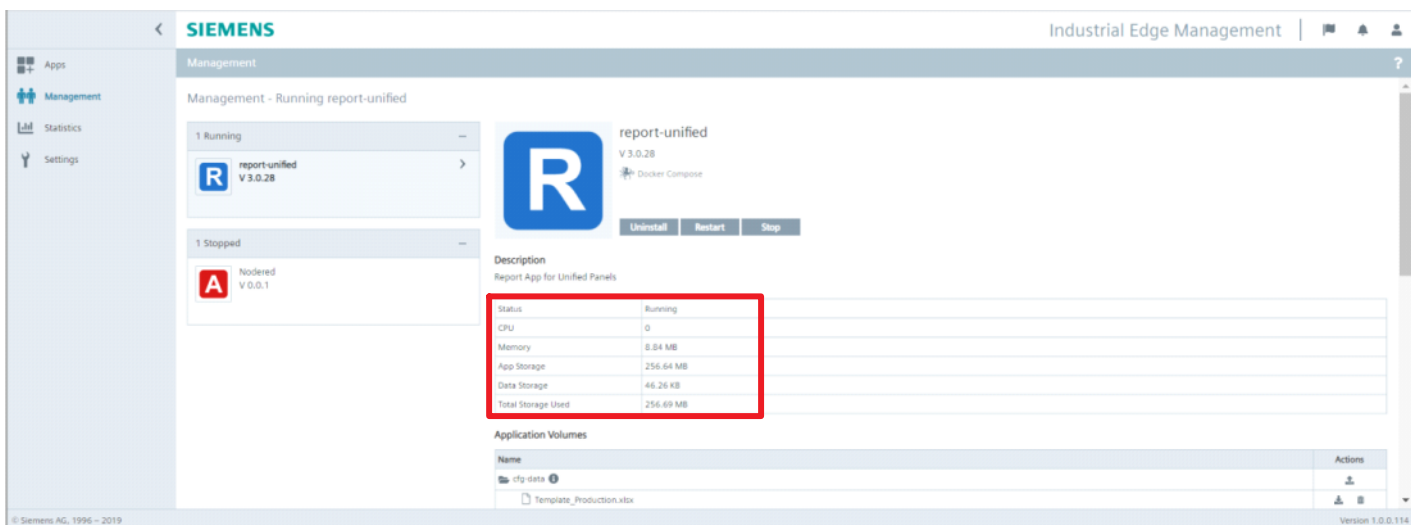 SIEMENS
Industrial Edge Management
Apps
Management
Statistics
Settings
Management
?
Management - Running report-unified
1 Running
report-unified
V 3.0.28
1 Stopped
A
Nodered
V 0.0.1
R
R
report-unified
V 3.0.28
Docker Compose
Uninstall Restart Stop
Description
Report App for Unified Panels
Status Running
CPU 0
Memory 8.84 MB
App Storage 256.64 MB
Data Storage 46.26 KB
Total Storage Used 256.69 MB
Application Volumes
Name Actions
cfg-data
Template_Production.xlsx
© Siemens AG, 1996 – 2019
Version 1.0.0.114